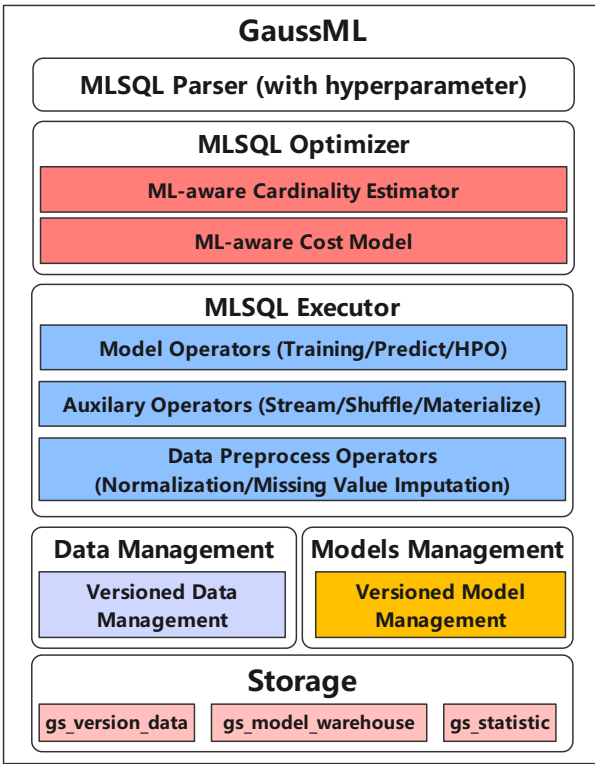 GaussML
MLSQL Parser (with hyperparameter)
MLSQL Optimizer
ML-aware Cardinality Estimator
ML-aware Cost Model
MLSQL Executor
Model Operators (Training/Predict/HPO)
Auxilary Operators (Stream/Shuffle/Materialize)
Data Preprocess Operators
(Normalization/Missing Value Imputation)
Data Management
Versioned Data
Management
Models Management
Versioned Model
Management
Storage
gs_version_data
gs_model_warehouse
gs_statistic